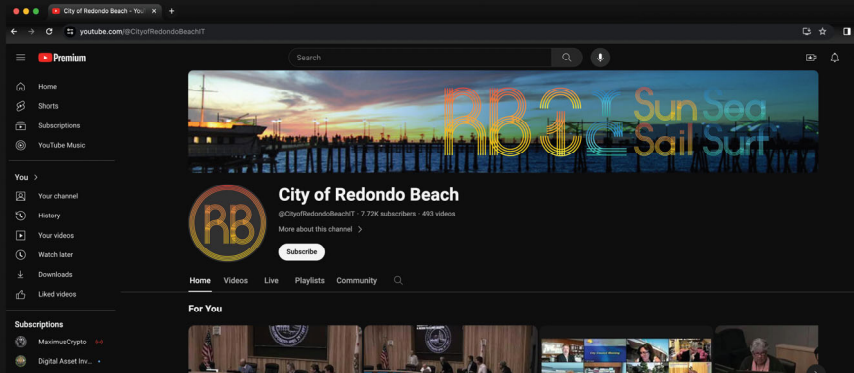 City of Redondo Beach - You
youtube.com/@CityofRedondoBeachIT
Premium
Search
Home
Shorts
Subscriptions
YouTube Music
You
Your channel
History
Your videos
Watch later
Downloads
Liked videos
Subscriptions
MaximusCrypto
Digital Asset Inv...
Sun Sea
Sail Surf
RB
City of Redondo Beach
@CityofRedondoBeachIT · 7.72K subscribers · 493 videos
More about this channel
Subscribe
Home Videos Live Playlists Community
For You